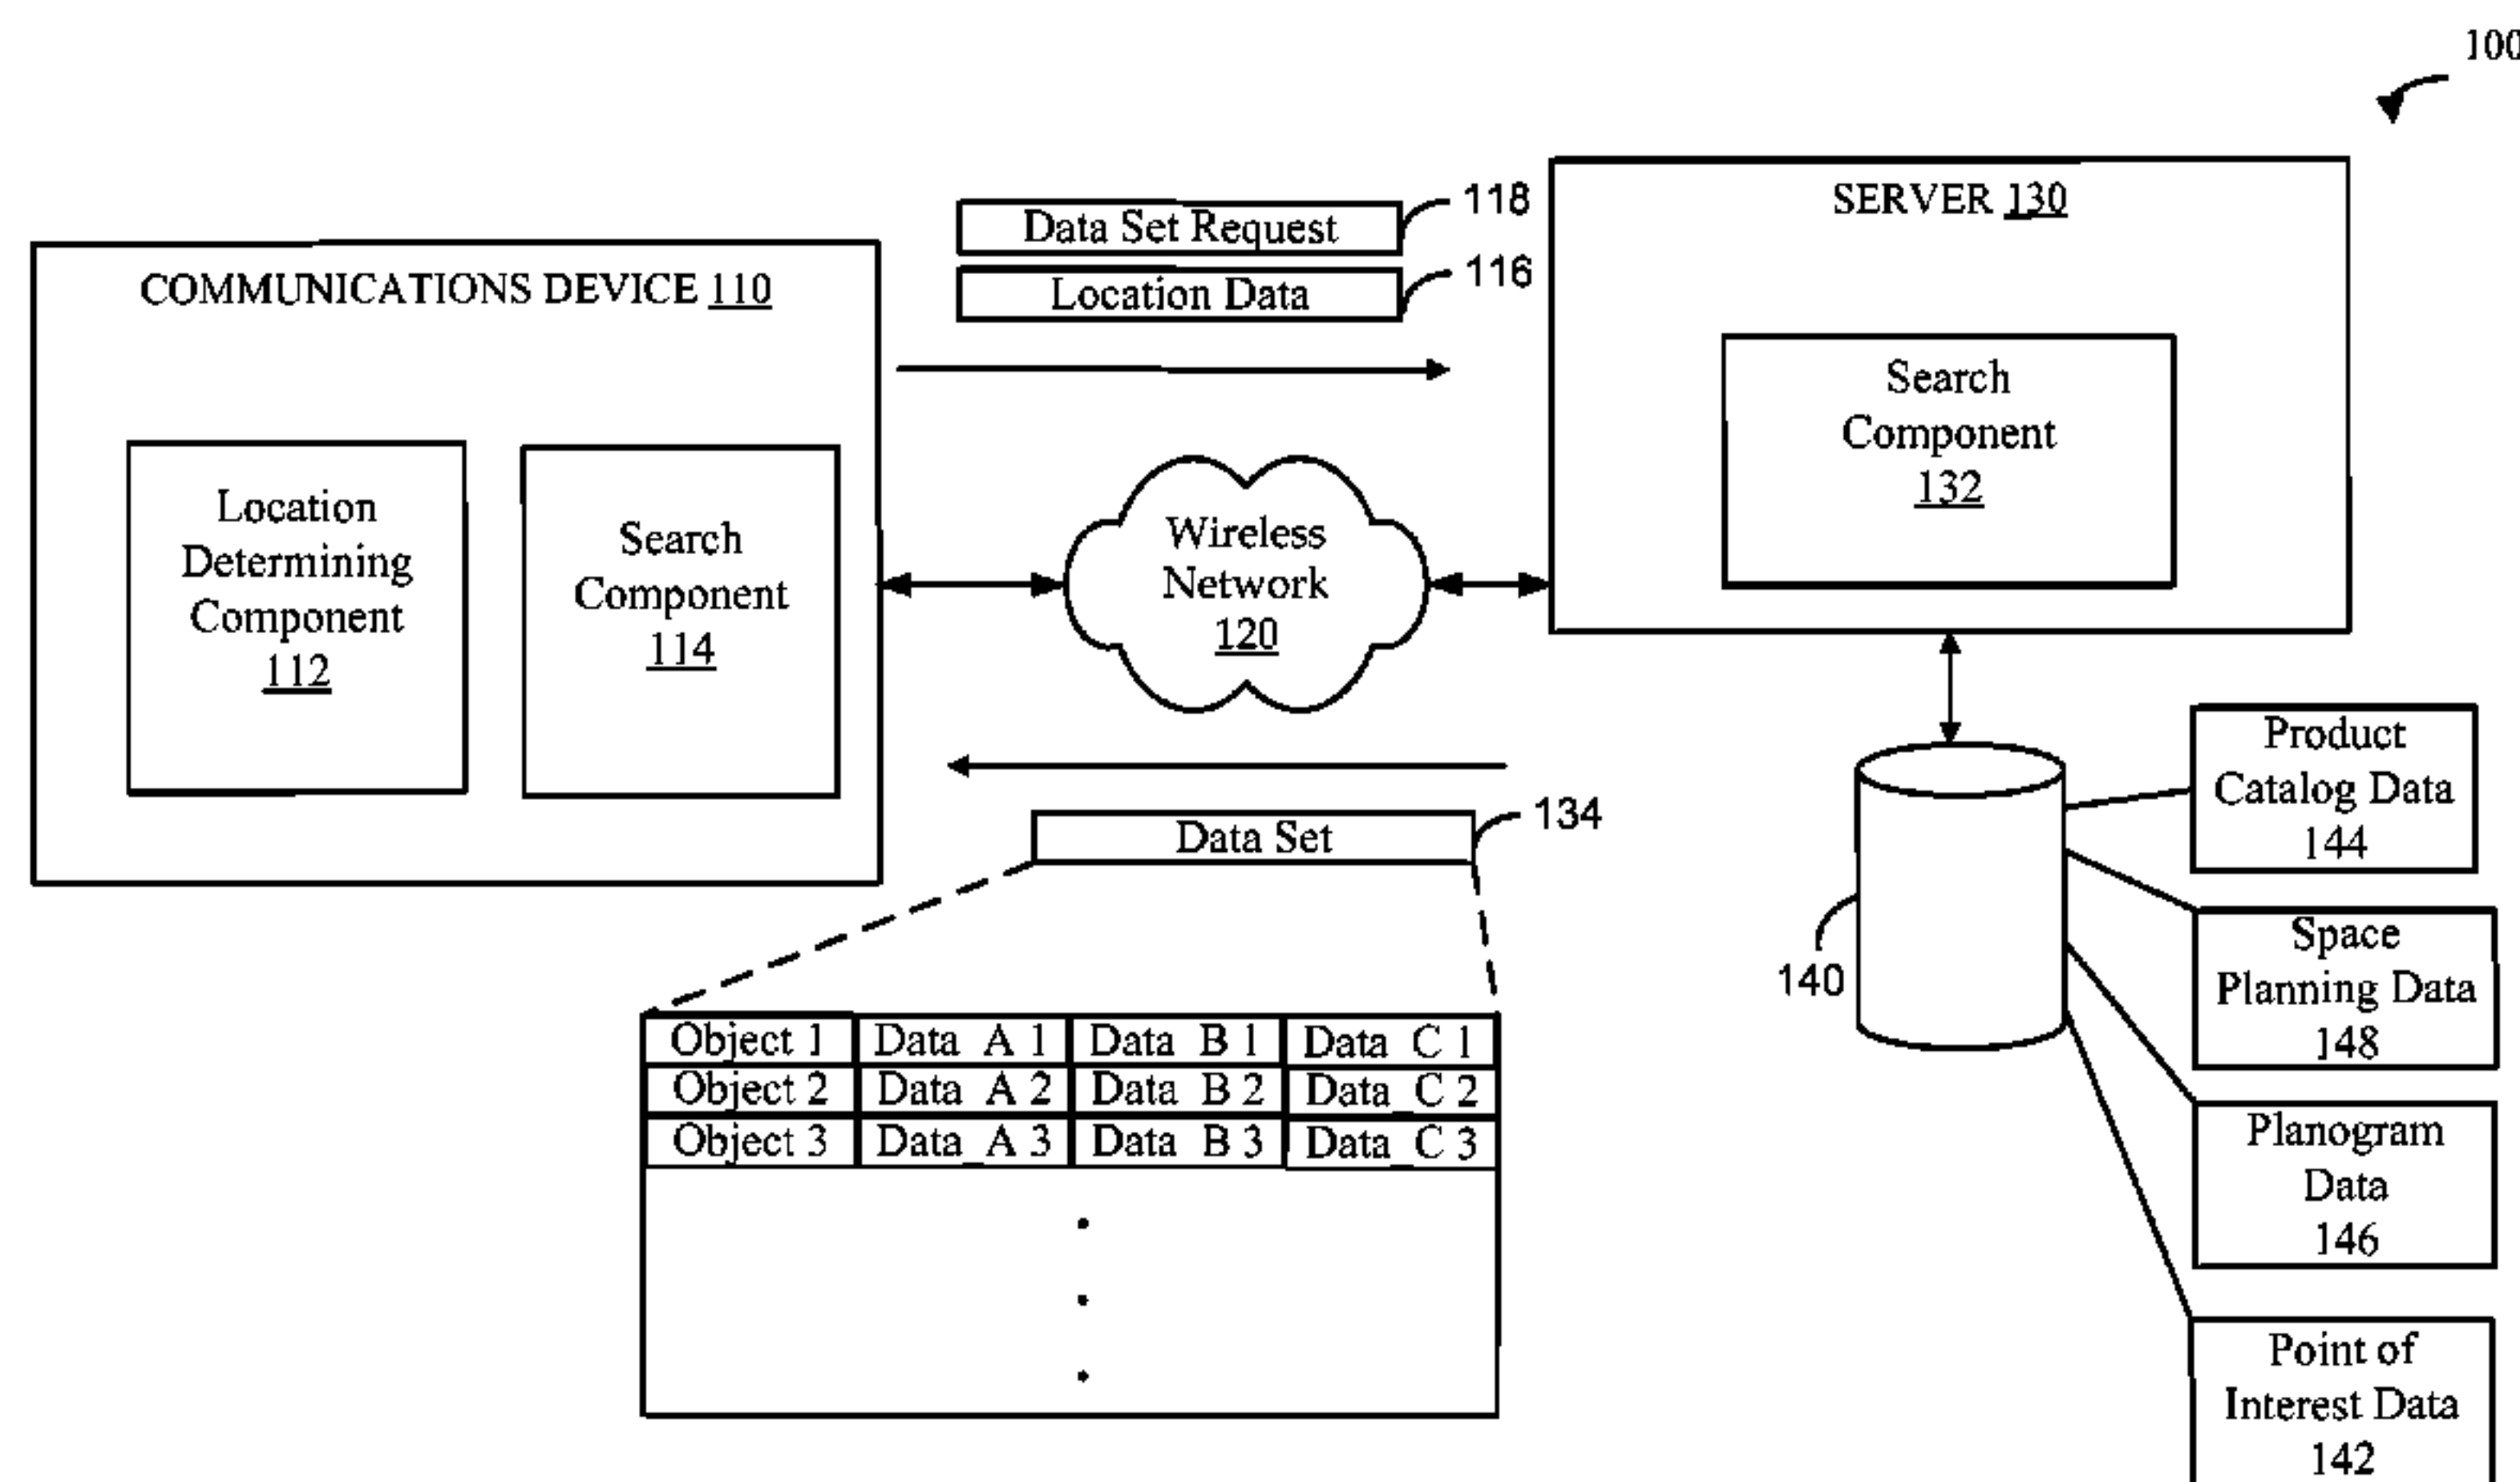 100
SERVER 130
118
Data Set Request
116
Location Data
COMMUNICATIONS DEVICE 110
Search
Component
132
Location
Determining
Component
112
Search
Component
114
Wireless
Network
120
Product
Catalog Data
144
134
Data Set
Space
Planning Data
148
140
Object 1 Data A 1 Data B 1 Data C 1
Object 2 Data A 2 Data B 2 Data_C 2
Object 3 Data_A 3 Data B 3 Data_C 3
Planogram
Data
146
Point of
Interest Data
142